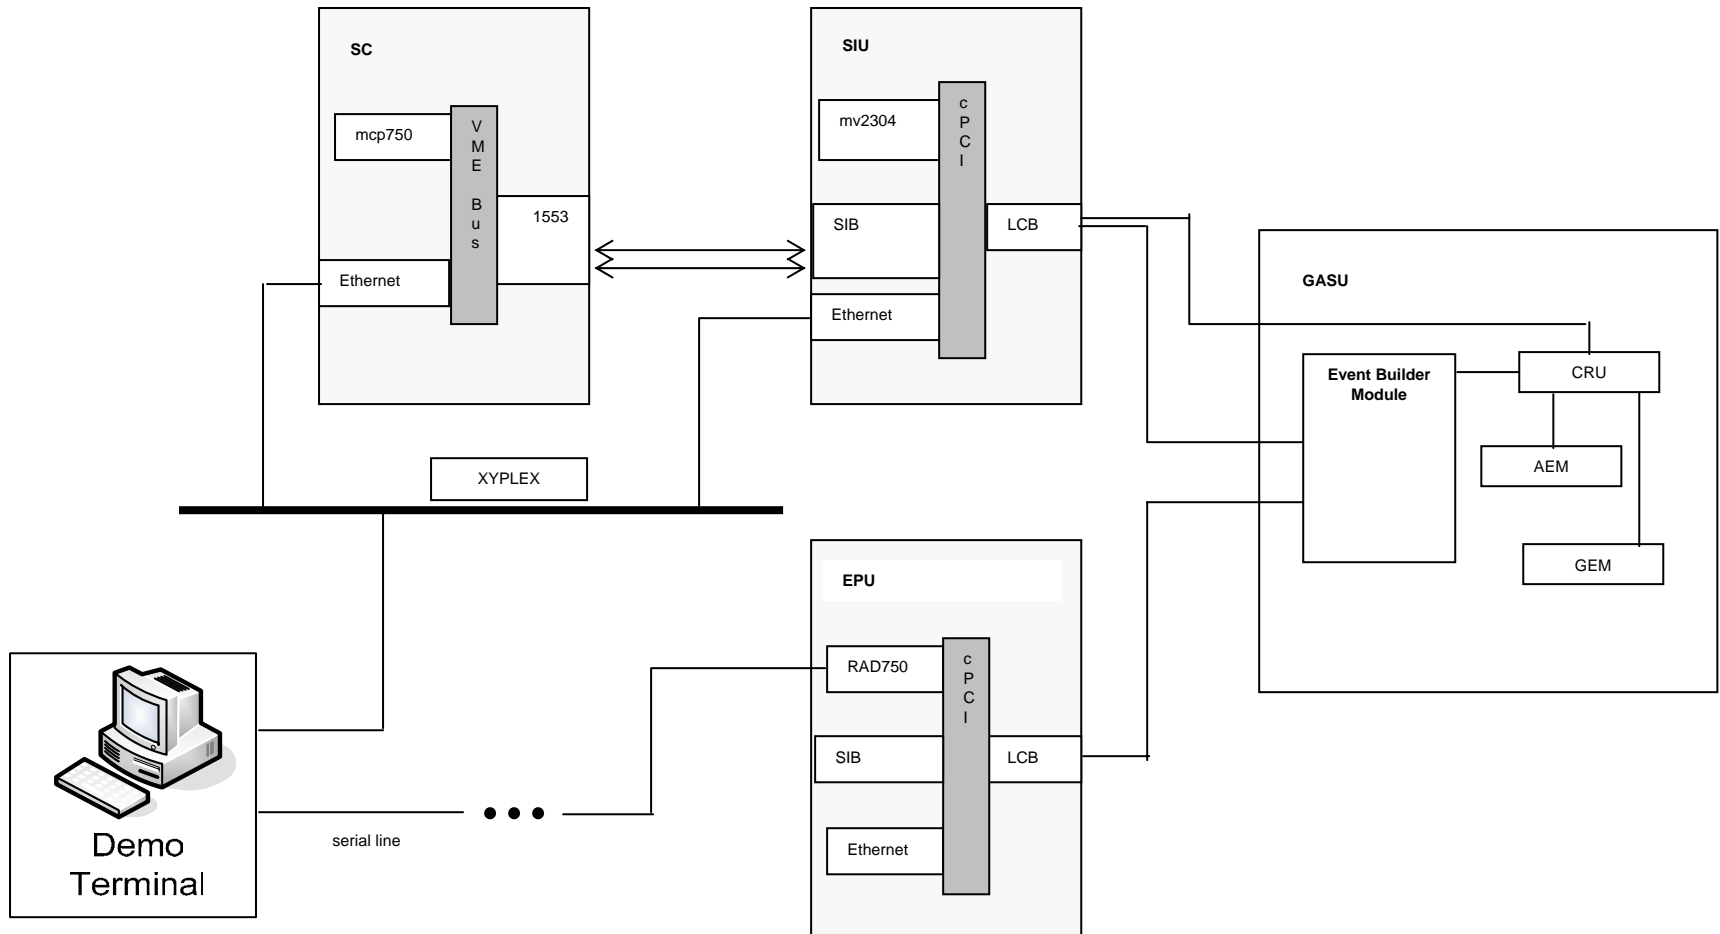 SC
mcp750
V
M
E
B
u
s
1553
Ethernet
SIU
mv2304
c
P
C
I
SIB
LCB
Ethernet
GASU
Event Builder
Module
CRU
AEM
GEM
XYPLEX
EPU
RAD750
c
P
C
I
SIB
LCB
Ethernet
serial line
Demo
Terminal